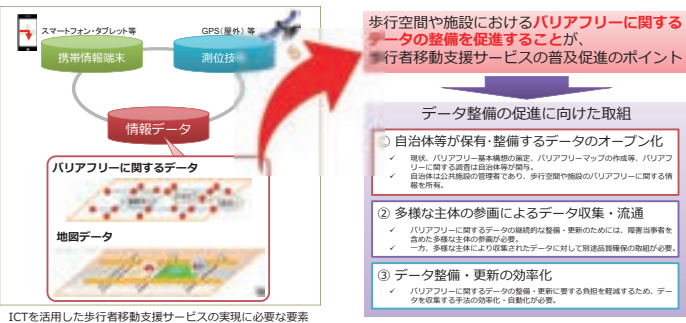 スマートフォン・タブレット等
GPS(屋外) 等
携帯情報端末
測位技
情報データ
バリアフリーに関するデータ
地図データ
ICTを活用した歩行者移動支援サービスの実現に必要な要素
歩行空間や施設におけるバリアフリーに関する
データの整備を促進することが、
行者移動支援サービスの普及促進のポイント
データ整備の促進に向けた取組
① 自治体等が保有・整備するデータのオープン化
✓ 現状、バリアフリー基本構想の策定、バリアフリーマップの作成等、バリアフ
リーに関する調査は自治体等が関与。
✓ 自治体は公共施設の管理者であり、歩行空間や施設のバリアフリーに関する情
報を所有。
② 多様な主体の参画によるデータ収集・流通
✓ バリアフリーに関するデータの継続的な整備・更新のためには、障害当事者を
含めた多様な主体の参画が必要。
✓ 一方、多様な主体により収集されたデータに対して別途品質確保の取組が必要。
③ データ整備・更新の効率化
✓ バリアフリーに関するデータの整備・更新に要する負担を軽減するため、デー
タを収集する手法の効率化・自動化が必要。